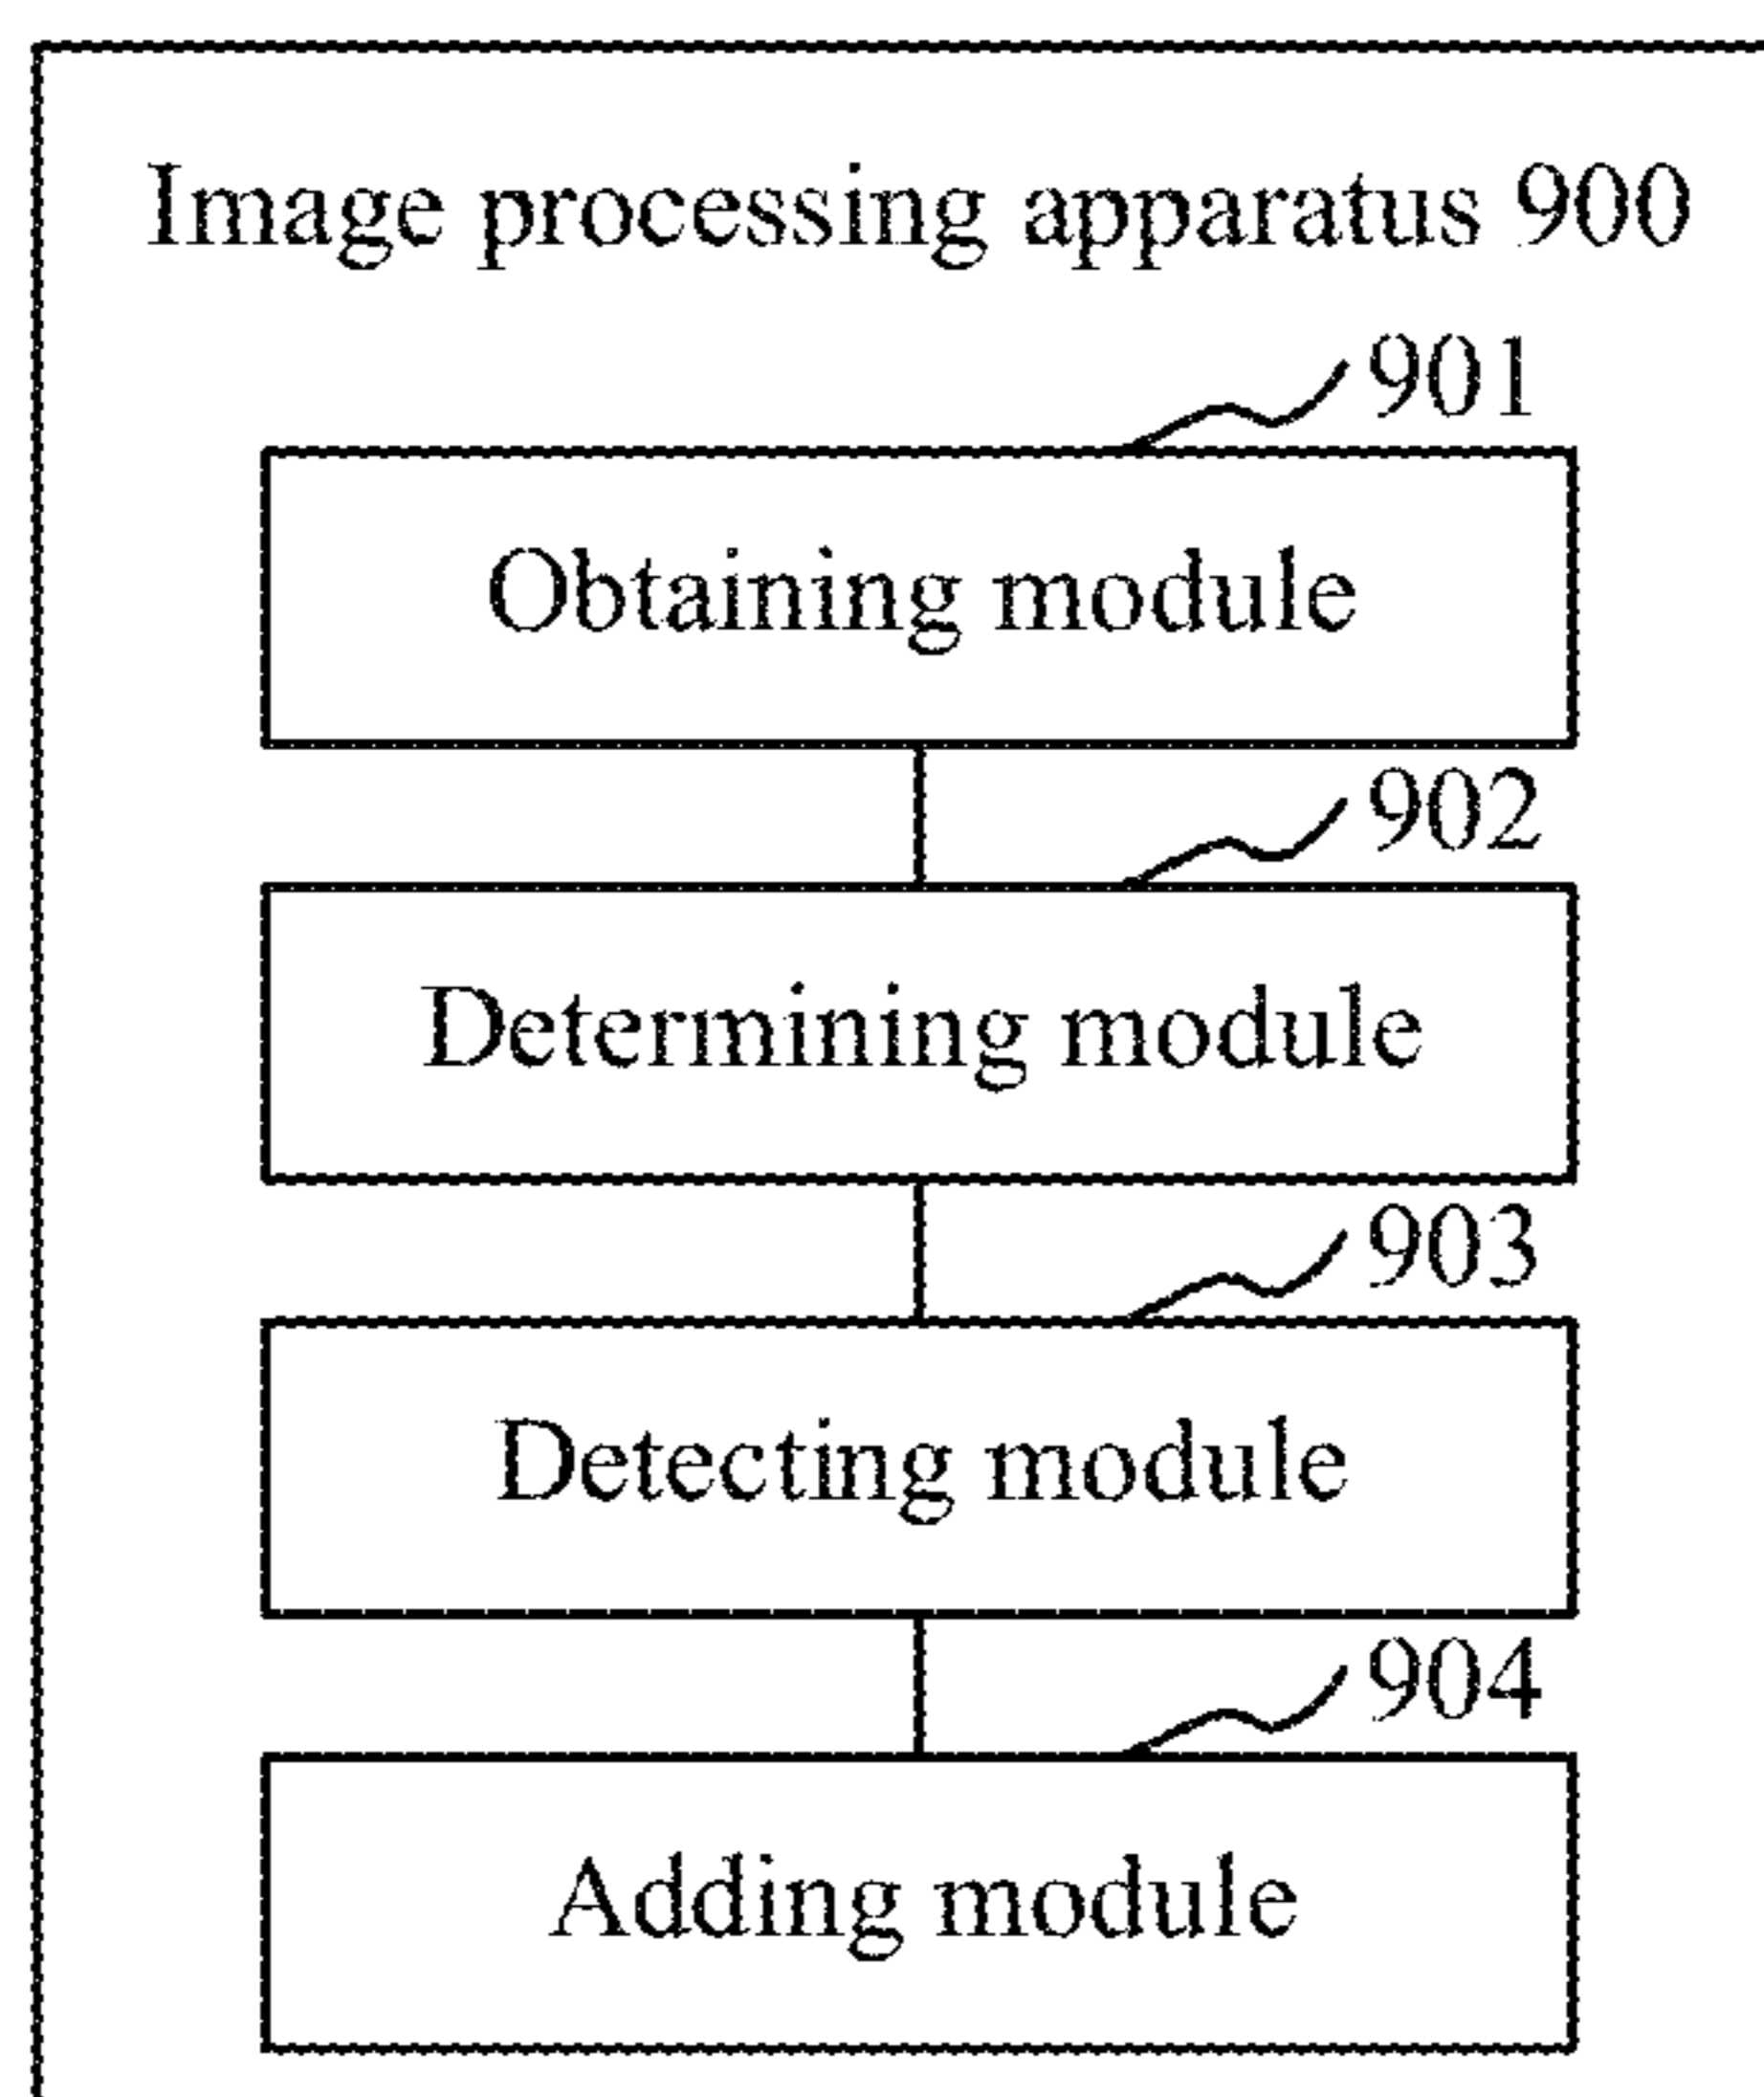 Image processing apparatus 900
901
Obtaining module
902
Determining module
903
Detecting module
904
Adding module